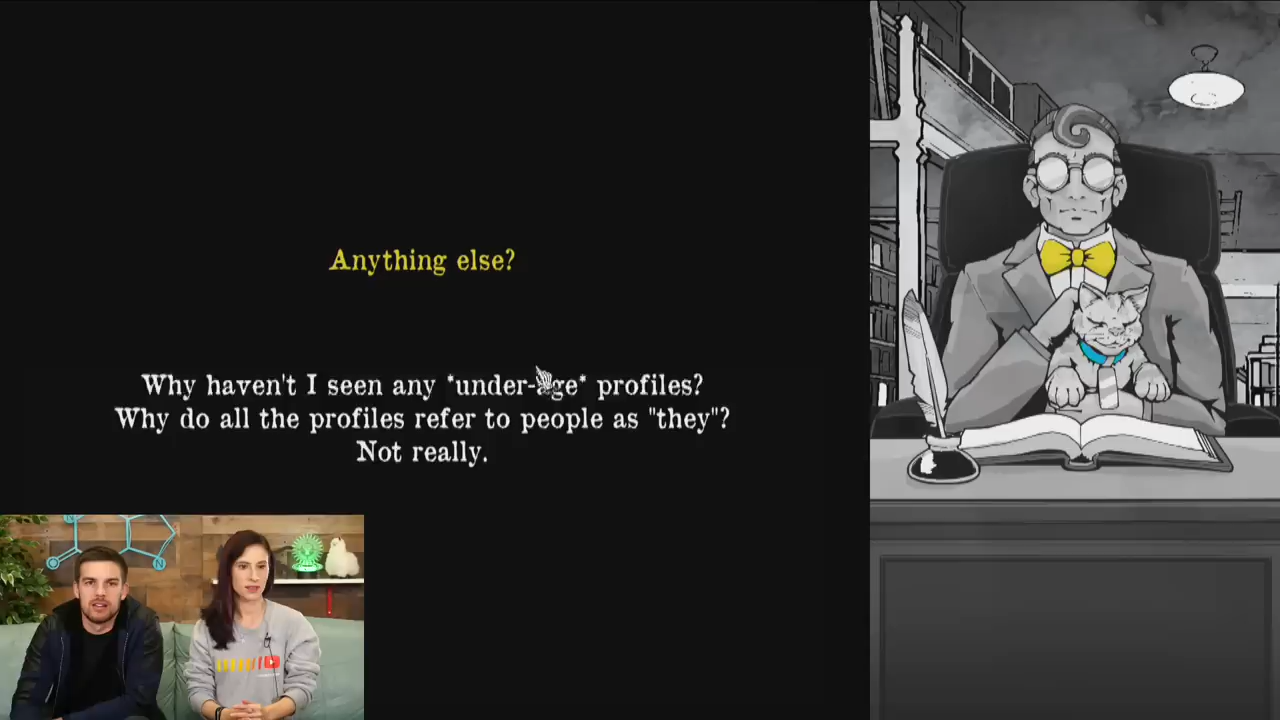 Anything else?
Why haven't I seen any *under-age* profiles?
Why do all the profiles refer to people as "they"?
Not really.
N
N